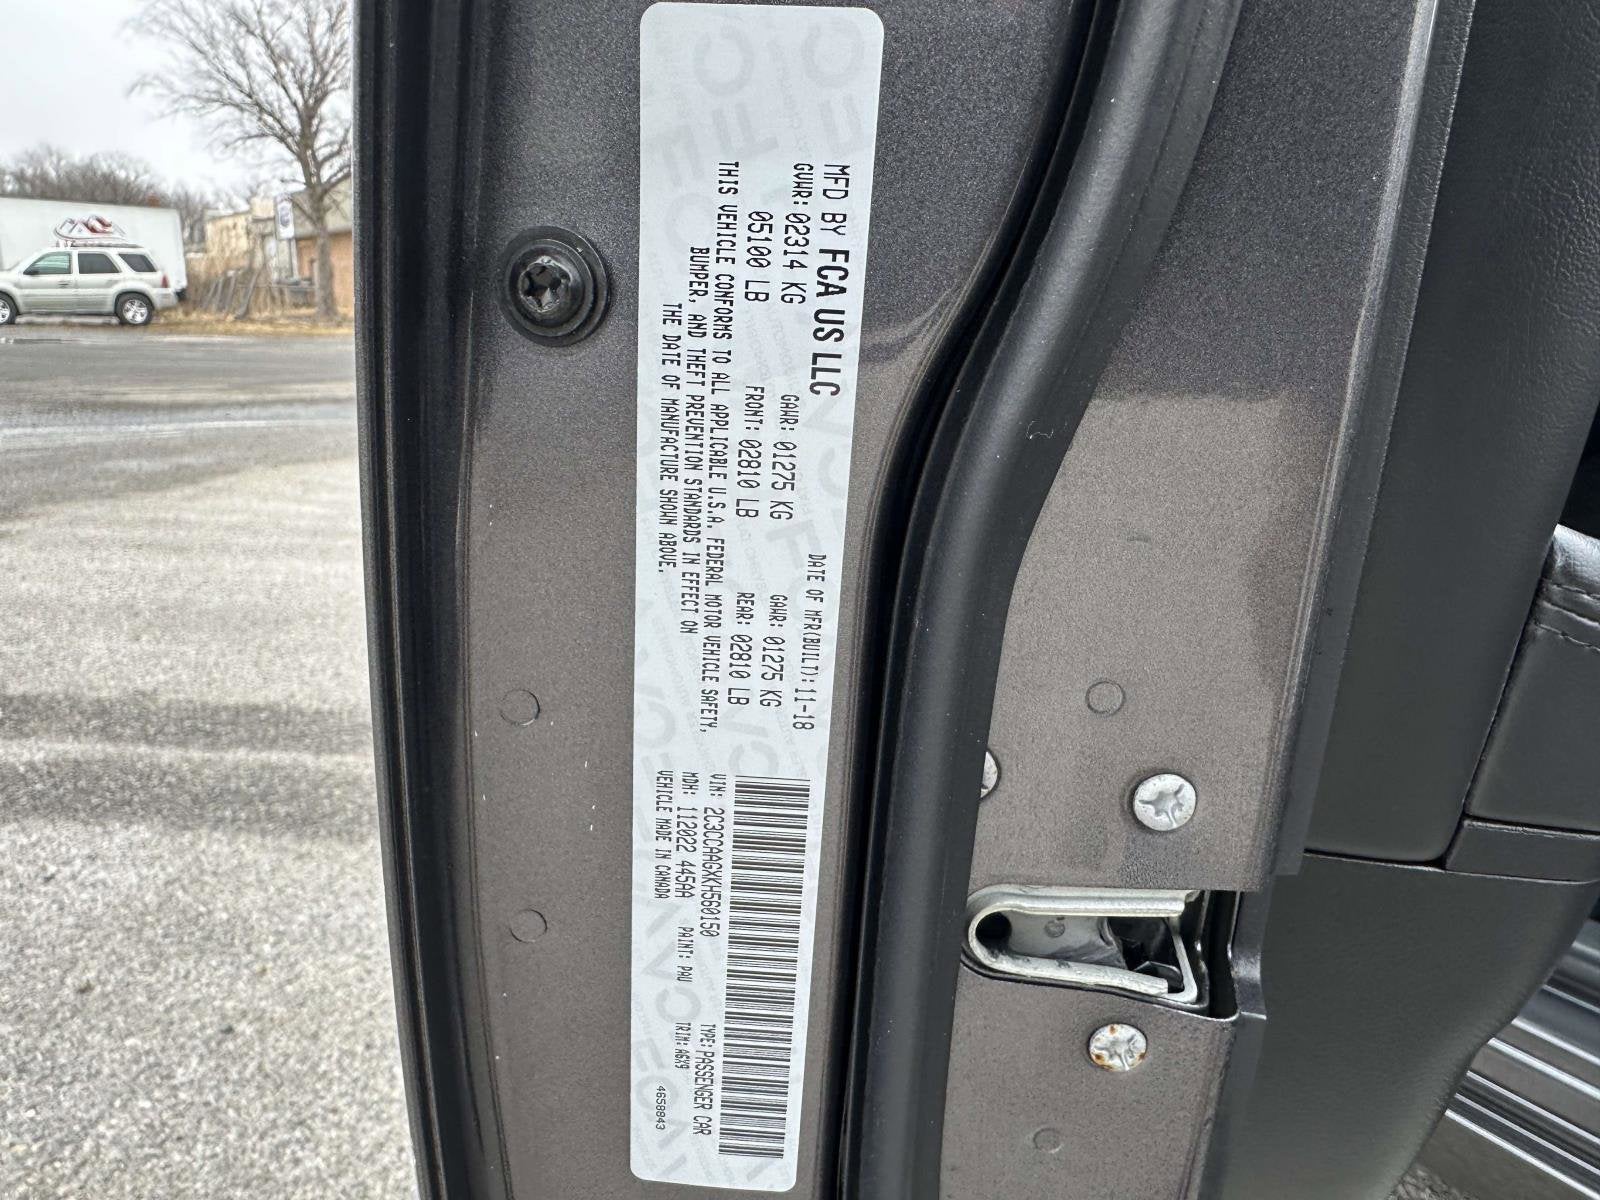 MFD BY FCA US LLC
DATE OF MFR(BUILT): 11-18
GVWR: 02314 KG
GAWR: 01275 KG
GAWR: 01275 KG
05100 LB
FRONT: 02810 LB
REAR: 02810 LB
THIS VEHICLE CONFORMS TO ALL APPLICABLE U.S.A. FEDERAL MOTOR VEHICLE SAFETY,
BUMPER, AND THEFT PREVENTION STANDARDS IN EFFECT ON
THE DATE OF MANUFACTURE SHOWN ABOVE.
VIN: 2C3CCAAGXKH560150
TYPE: PASSENGER CAR
MDH: 112022 445AA
PAINT: PAU
TRIM: A6X9
VEHICLE MADE IN CANADA
4658843